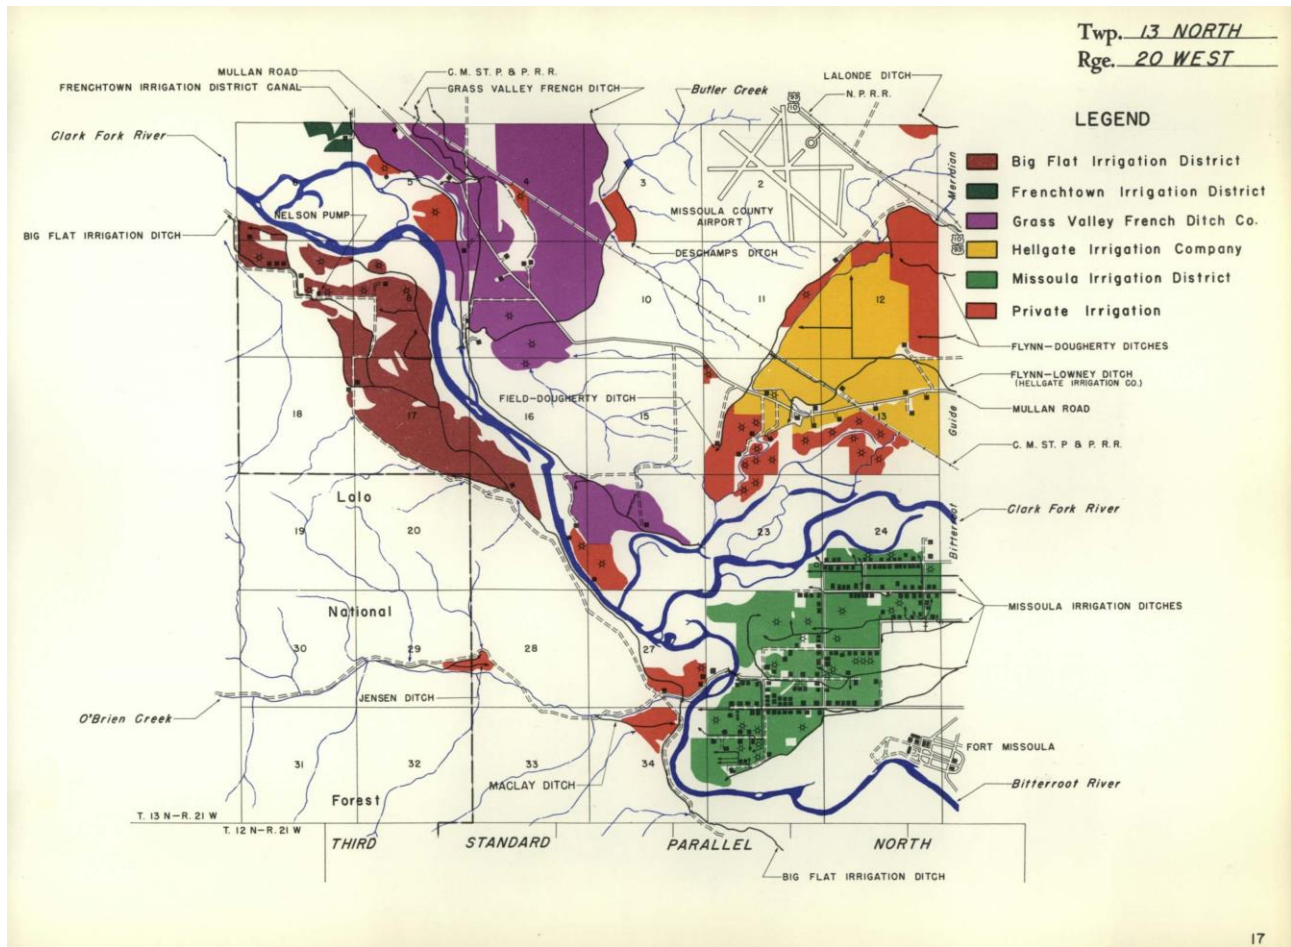 Twp. 13 NORTH
Rge. 20 WEST
MULLAN ROAD
C. M. ST. P. & P. R. R.
LALONDE DITCH
FRENCHTOWN IRRIGATION DISTRICT CANAL
GRASS VALLEY FRENCH DITCH
Butler Creek
N. P. R. R.
Clark Fork River
LEGEND
Big Flat Irrigation District
Frenchtown Irrigation District
Grass Valley French Ditch Co.
Hellgate Irrigation Company
Missoula Irrigation District
Private Irrigation
Meridian
5
4
3
2
1
NELSON PUMP
MISSOULA COUNTY
AIRPORT
BIG FLAT IRRIGATION DITCH
DESCHAMPS DITCH
8
10
11
12
FLYNN-DOUGHERTY DITCHES
FLYNN-LOWNEY DITCH
(HELLGATE IRRIGATION CO.)
FIELD-DOUGHERTY DITCH
MULLAN ROAD
18
17
16
15
13
Guide
C. M. ST. P & P. R. R.
Lolo
Clark Fork River
19
20
23
24
Bitterroot
National
MISSOULA IRRIGATION DITCHES
30
29
28
27
JENSEN DITCH
O'Brien Creek
FORT MISSOULA
31
32
33
34
MACLAY DITCH
Bitterroot River
Forest
T. 13 N-R. 21 W
T. 12 N-R. 21 W
THIRD STANDARD PARALLEL NORTH
BIG FLAT IRRIGATION DITCH
17